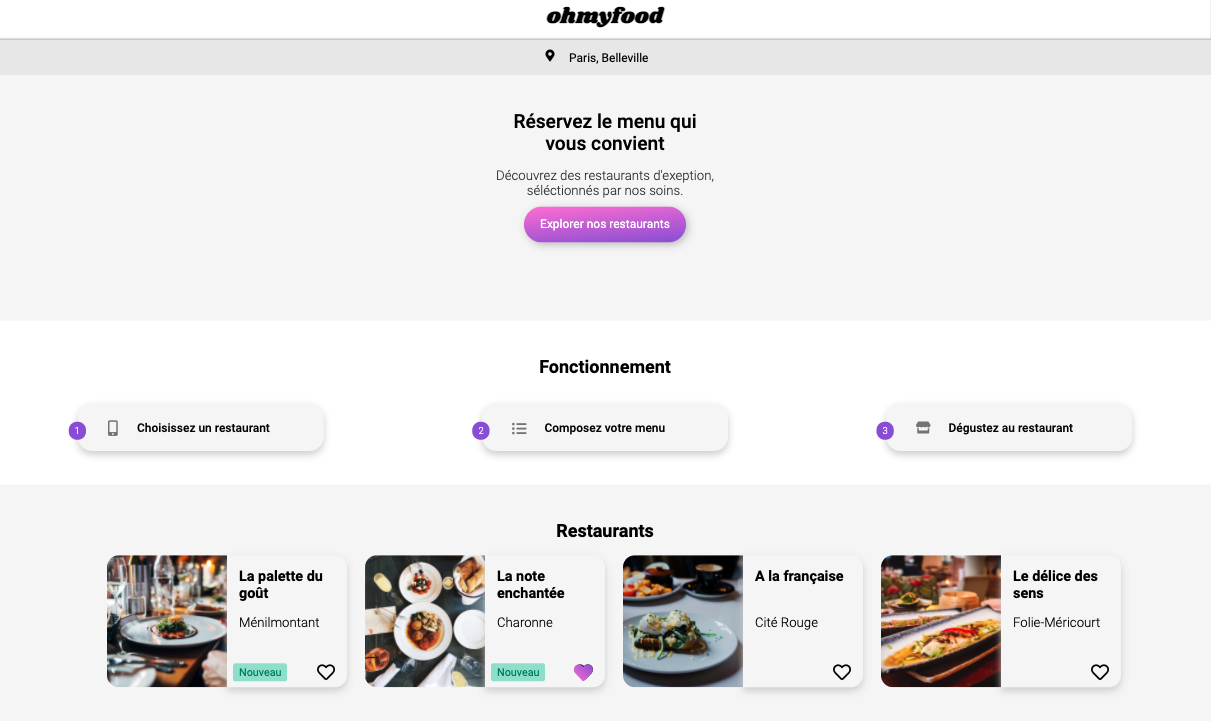 ohmyfood
Paris, Belleville
Réservez le menu qui
vous convient
Découvrez des restaurants d'exeption,
séléctionnés par nos soins.
Explorer nos restaurants
Fonctionnement
1 Choisissez un restaurant
2 Composez votre menu
3 Dégustez au restaurant
Restaurants
La palette du
goût
Ménilmontant
Nouveau
La note
enchantée
Charonne
Nouveau
A la française
Cité Rouge
Le délice des
sens
Folie-Méricourt